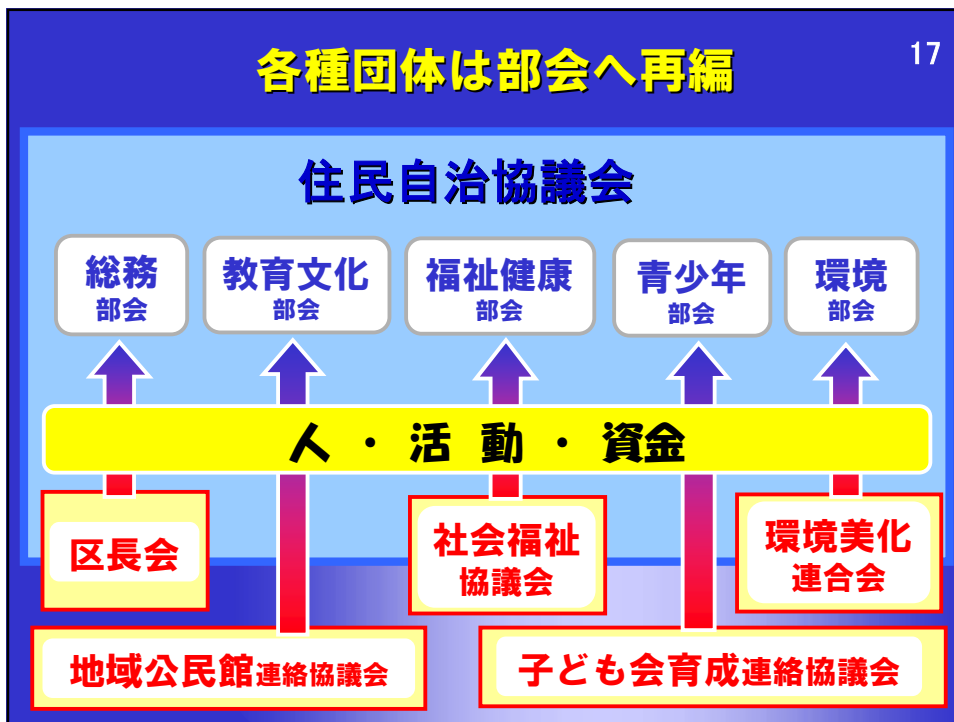 各種団体は部会へ再編
17
住民自治協議会
総務
部会
教育文化
部会
福祉健康
部会
青少年
部会
環境
部会
人・活動・資金
区長会
社会福祉
協議会
環境美化
連合会
地域公民館連絡協議会
子ども会育成連絡協議会